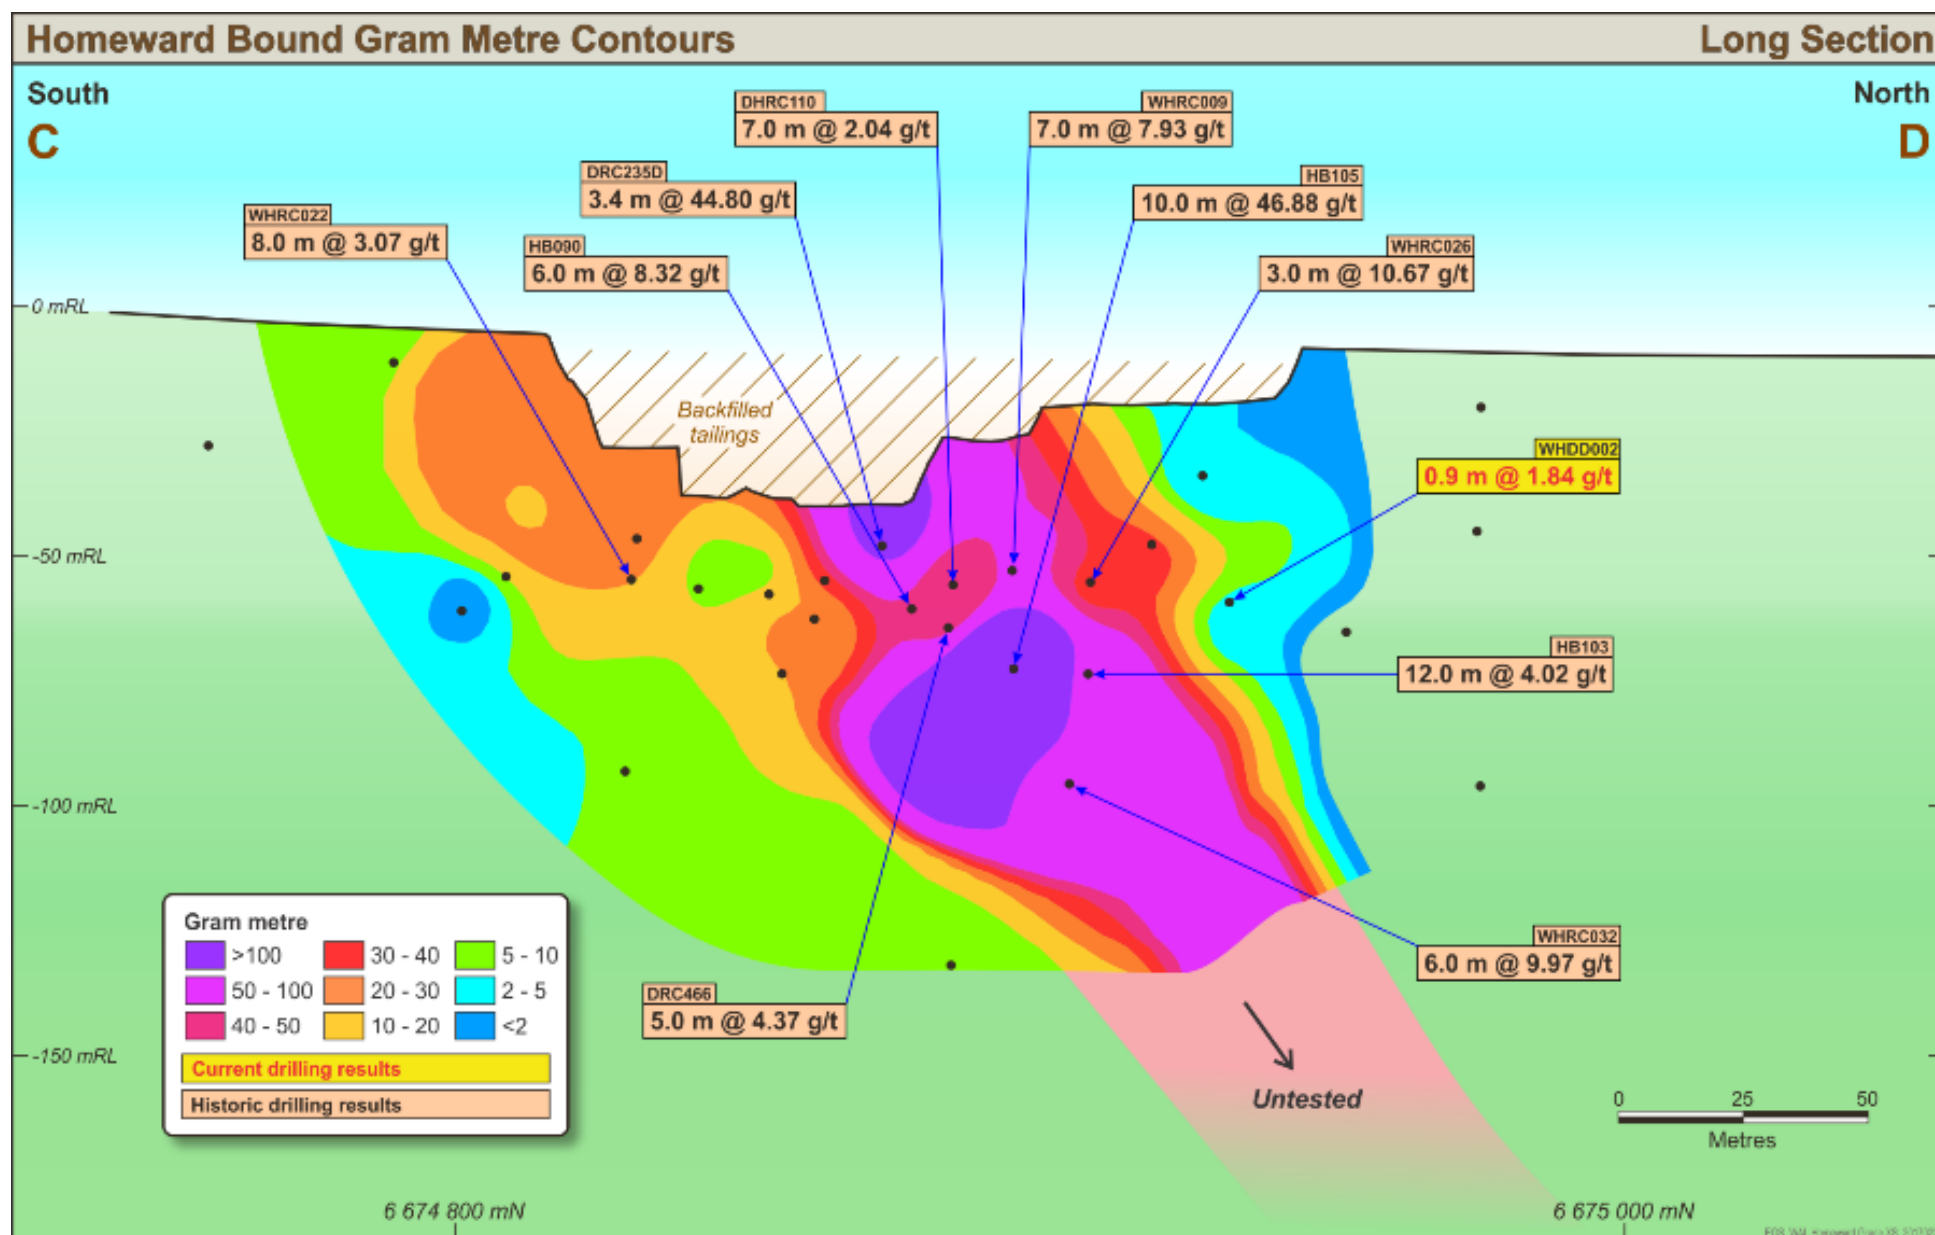 Homeward Bound Gram Metre Contours
Long Section
South
North
C
D
DHRC110
7.0 m @ 2.04 g/t
WHRC009
7.0 m @ 7.93 g/t
DRC235D
3.4 m @ 44.80 g/t
HB105
10.0 m @ 46.88 g/t
WHRC022
8.0 m @ 3.07 g/t
HB090
6.0 m @ 8.32 g/t
WHRC026
3.0 m @ 10.67 g/t
0 mRL
Backfilled
tailings
WHDD002
0.9 m @ 1.84 g/t
-50 mRL
HB103
12.0 m @ 4.02 g/t
-100 mRL
Gram metre
>100
30 - 40
5 - 10
50 - 100
20 - 30
2 - 5
40 - 50
10 - 20
<2
Current drilling results
Historic drilling results
WHRC032
6.0 m @ 9.97 g/t
DRC466
5.0 m @ 4.37 g/t
-150 mRL
Untested
0 25 50
Metres
6 674 800 mN
6 675 000 mN